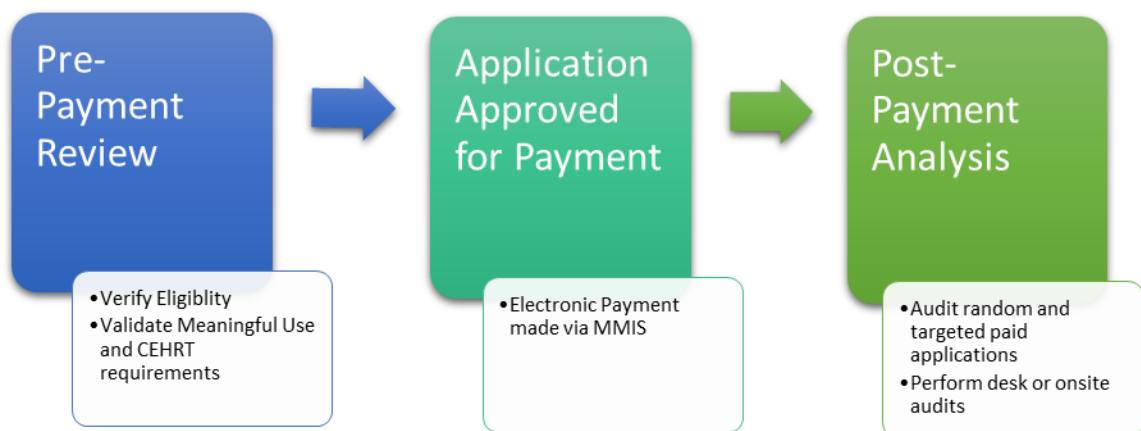 Pre-
Payment
Review
•Verify Eligiblity
•Validate Meaningful Use
and CEHRT
requirements
Application
Approved
for Payment
•Electronic Payment
made via MMIS
Post-
Payment
Analysis
•Audit random and
targeted paid
applications
•Perform desk or onsite
audits